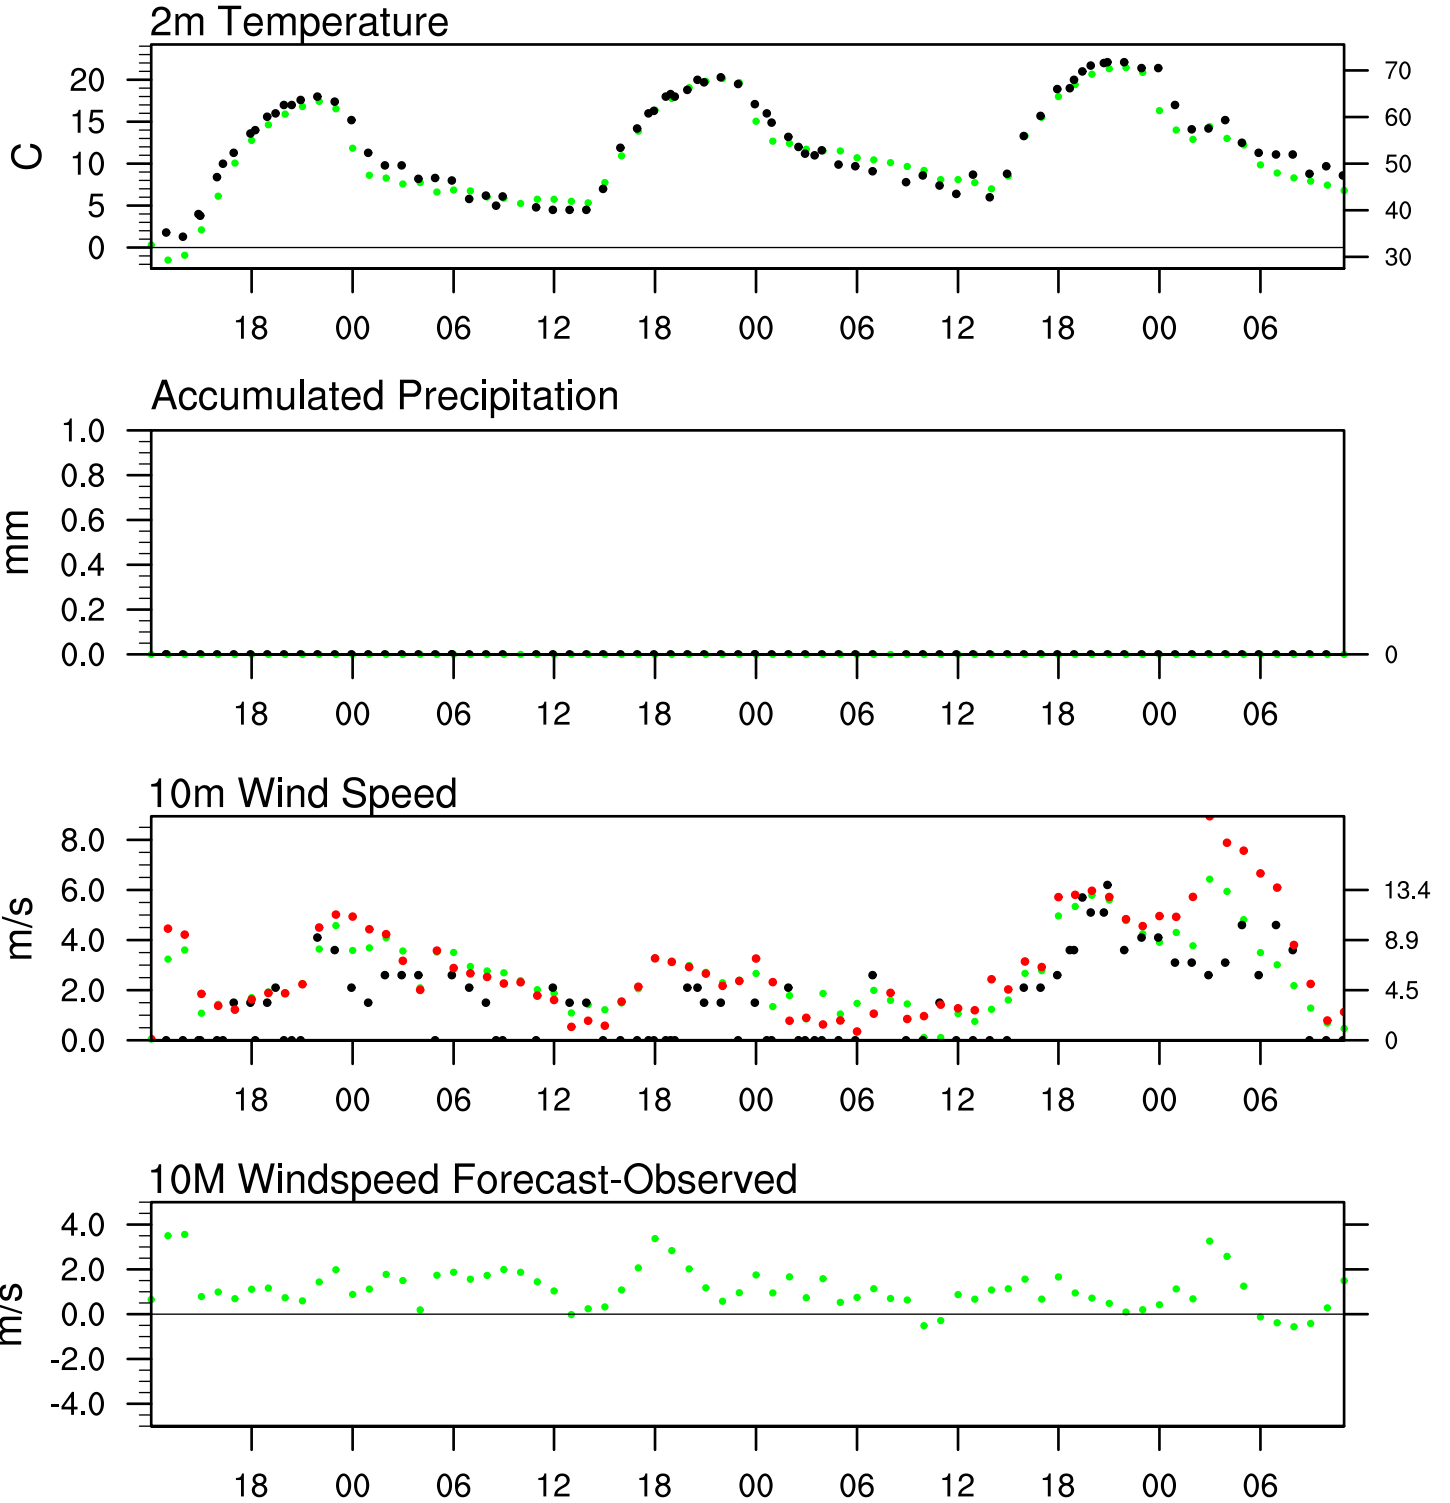 2m Temperature
C
20
15
10
5
0
70
60
50
40
30
18 00 06 12 18 00 06 12 18 00 06
Accumulated Precipitation
mm
1.0
0.8
0.6
0.4
0.2
0.0
0
18 00 06 12 18 00 06 12 18 00 06
10m Wind Speed
m/s
8.0
6.0
4.0
2.0
0.0
13.4
8.9
4.5
0
18 00 06 12 18 00 06 12 18 00 06
10M Windspeed Forecast-Observed
m/s
4.0
2.0
0.0
-2.0
-4.0
18 00 06 12 18 00 06 12 18 00 06